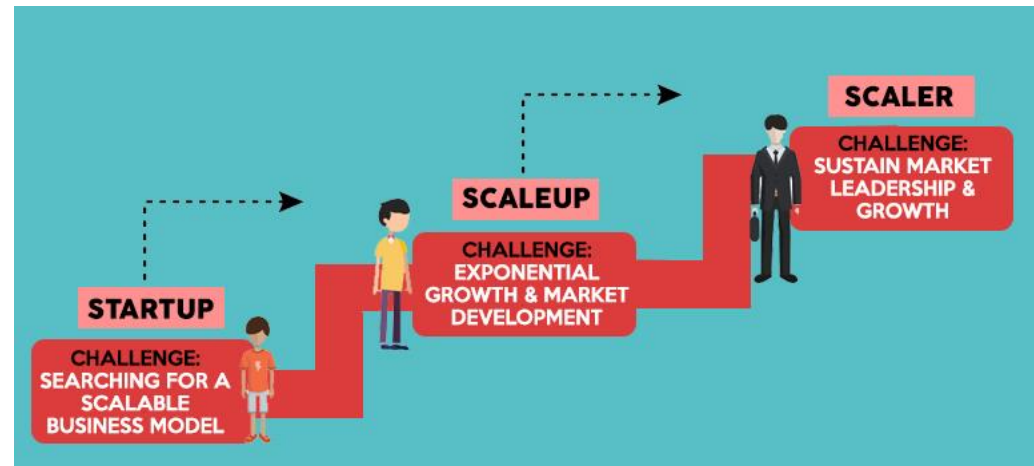 STARTUP
CHALLENGE:
SEARCHING FOR A
SCALABLE
BUSINESS MODEL
SCALEUP
CHALLENGE:
EXPONENTIAL
GROWTH & MARKET
DEVELOPMENT
SCALER
CHALLENGE:
SUSTAIN MARKET
LEADERSHIP &
GROWTH